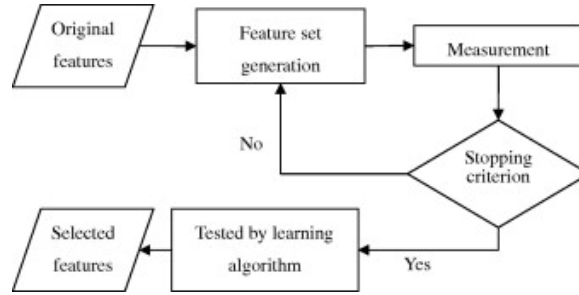 Original
features
Feature set
generation
Measurement
No
Stopping
criterion
Selected
features
Tested by learning
algorithm
Yes